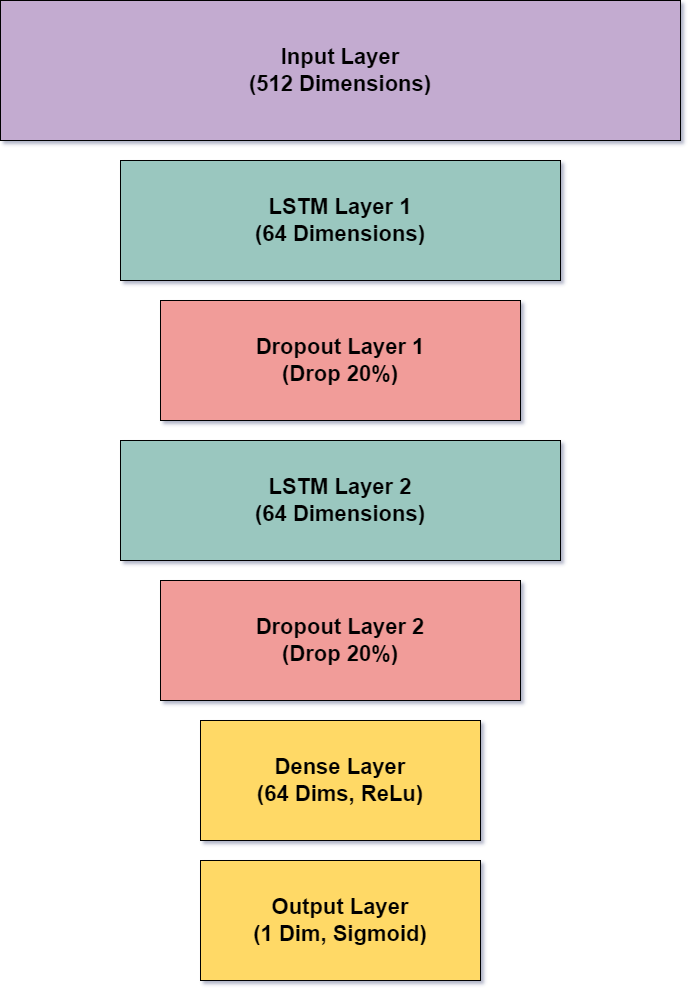 Input Layer
(512 Dimensions)
LSTM Layer 1
(64 Dimensions)
Dropout Layer 1
(Drop 20%)
LSTM Layer 2
(64 Dimensions)
Dropout Layer 2
(Drop 20%)
Dense Layer
(64 Dims, ReLu)
Output Layer
(1 Dim, Sigmoid)